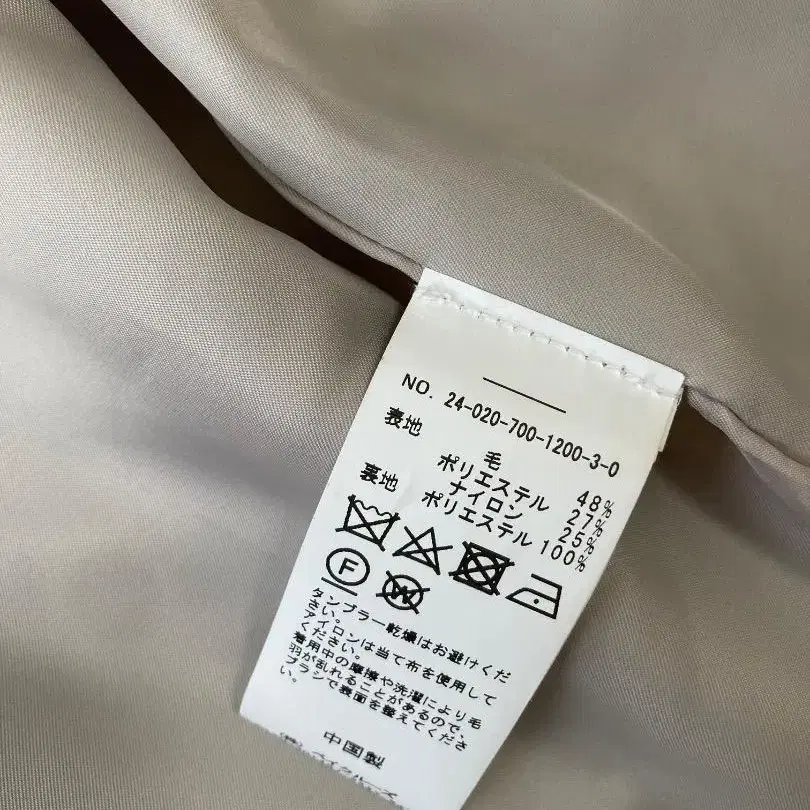 NO. 24-020-700-1200-3-0
表地
毛 48%
ポリエステル 27%
ナイロン 25%
裏地 ポリエステル 100%
F
W
タンブラー乾燥はお避けくだ
さい。
アイロンは当て布を使用して
ください。
着用中の摩擦や洗濯により毛
羽が乱れることがあるので、
ブラシで表面を整えてくださ
い。
中国製